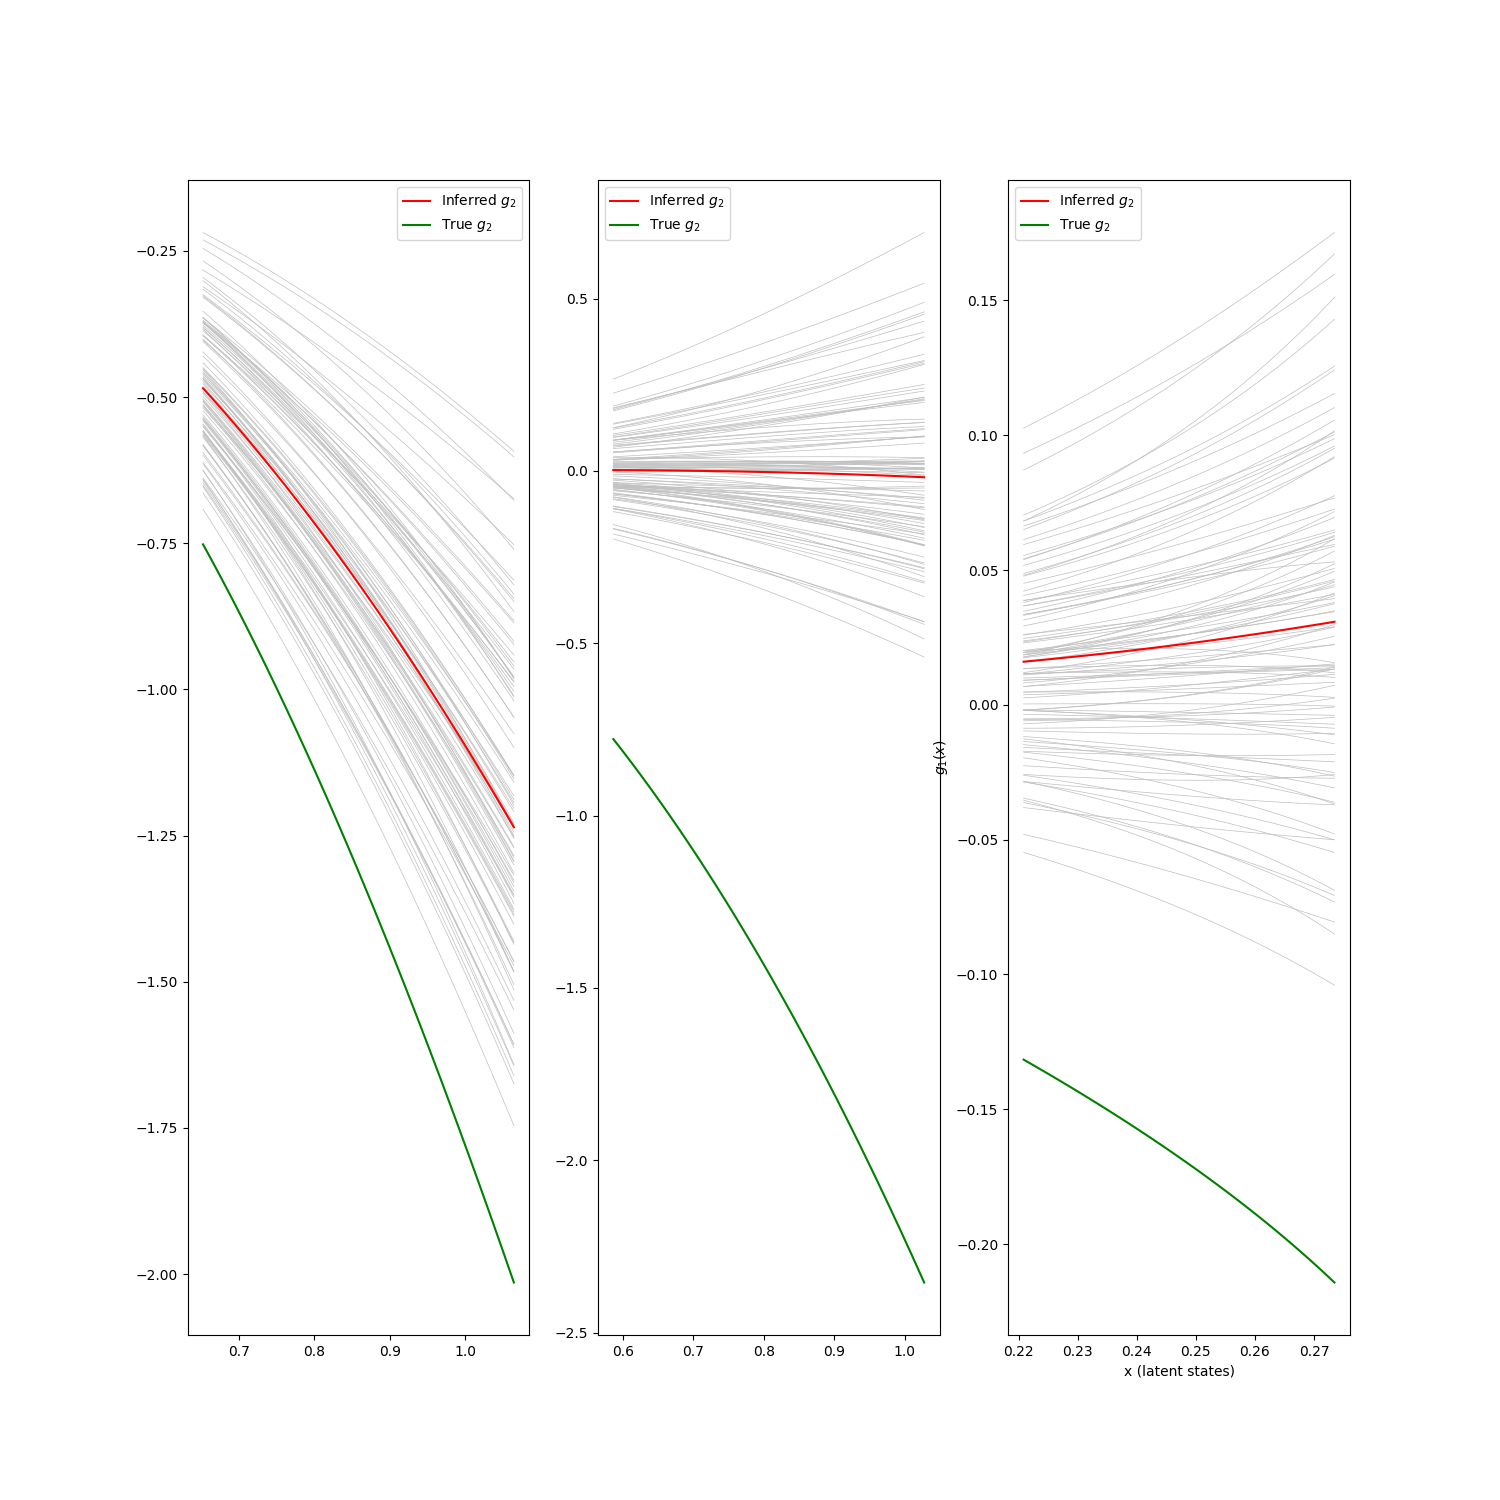 Inferred g₂
True g₂
−0.25
−0.50
−0.75
−1.00
−1.25
−1.50
−1.75
−2.00
0.7 0.8 0.9 1.0
Inferred g₂
True g₂
0.5
0.0
−0.5
−1.0
−1.5
−2.0
−2.5
0.6 0.7 0.8 0.9 1.0
g₁(x)
Inferred g₂
True g₂
0.15
0.10
0.05
0.00
−0.05
−0.10
−0.15
−0.20
0.22 0.23 0.24 0.25 0.26 0.27
x (latent states)